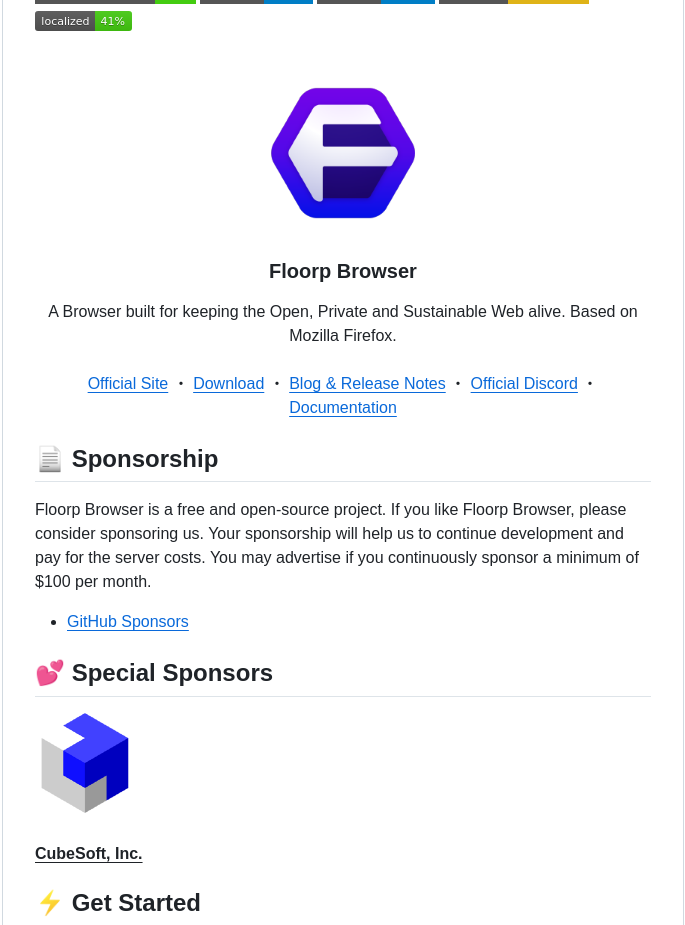 localized 41%
Floorp Browser
A Browser built for keeping the Open, Private and Sustainable Web alive. Based on
Mozilla Firefox.
Official Site • Download • Blog & Release Notes • Official Discord •
Documentation
Sponsorship
Floorp Browser is a free and open-source project. If you like Floorp Browser, please
consider sponsoring us. Your sponsorship will help us to continue development and
pay for the server costs. You may advertise if you continuously sponsor a minimum of
$100 per month.
• GitHub Sponsors
💕 Special Sponsors
CubeSoft, Inc.
⚡ Get Started